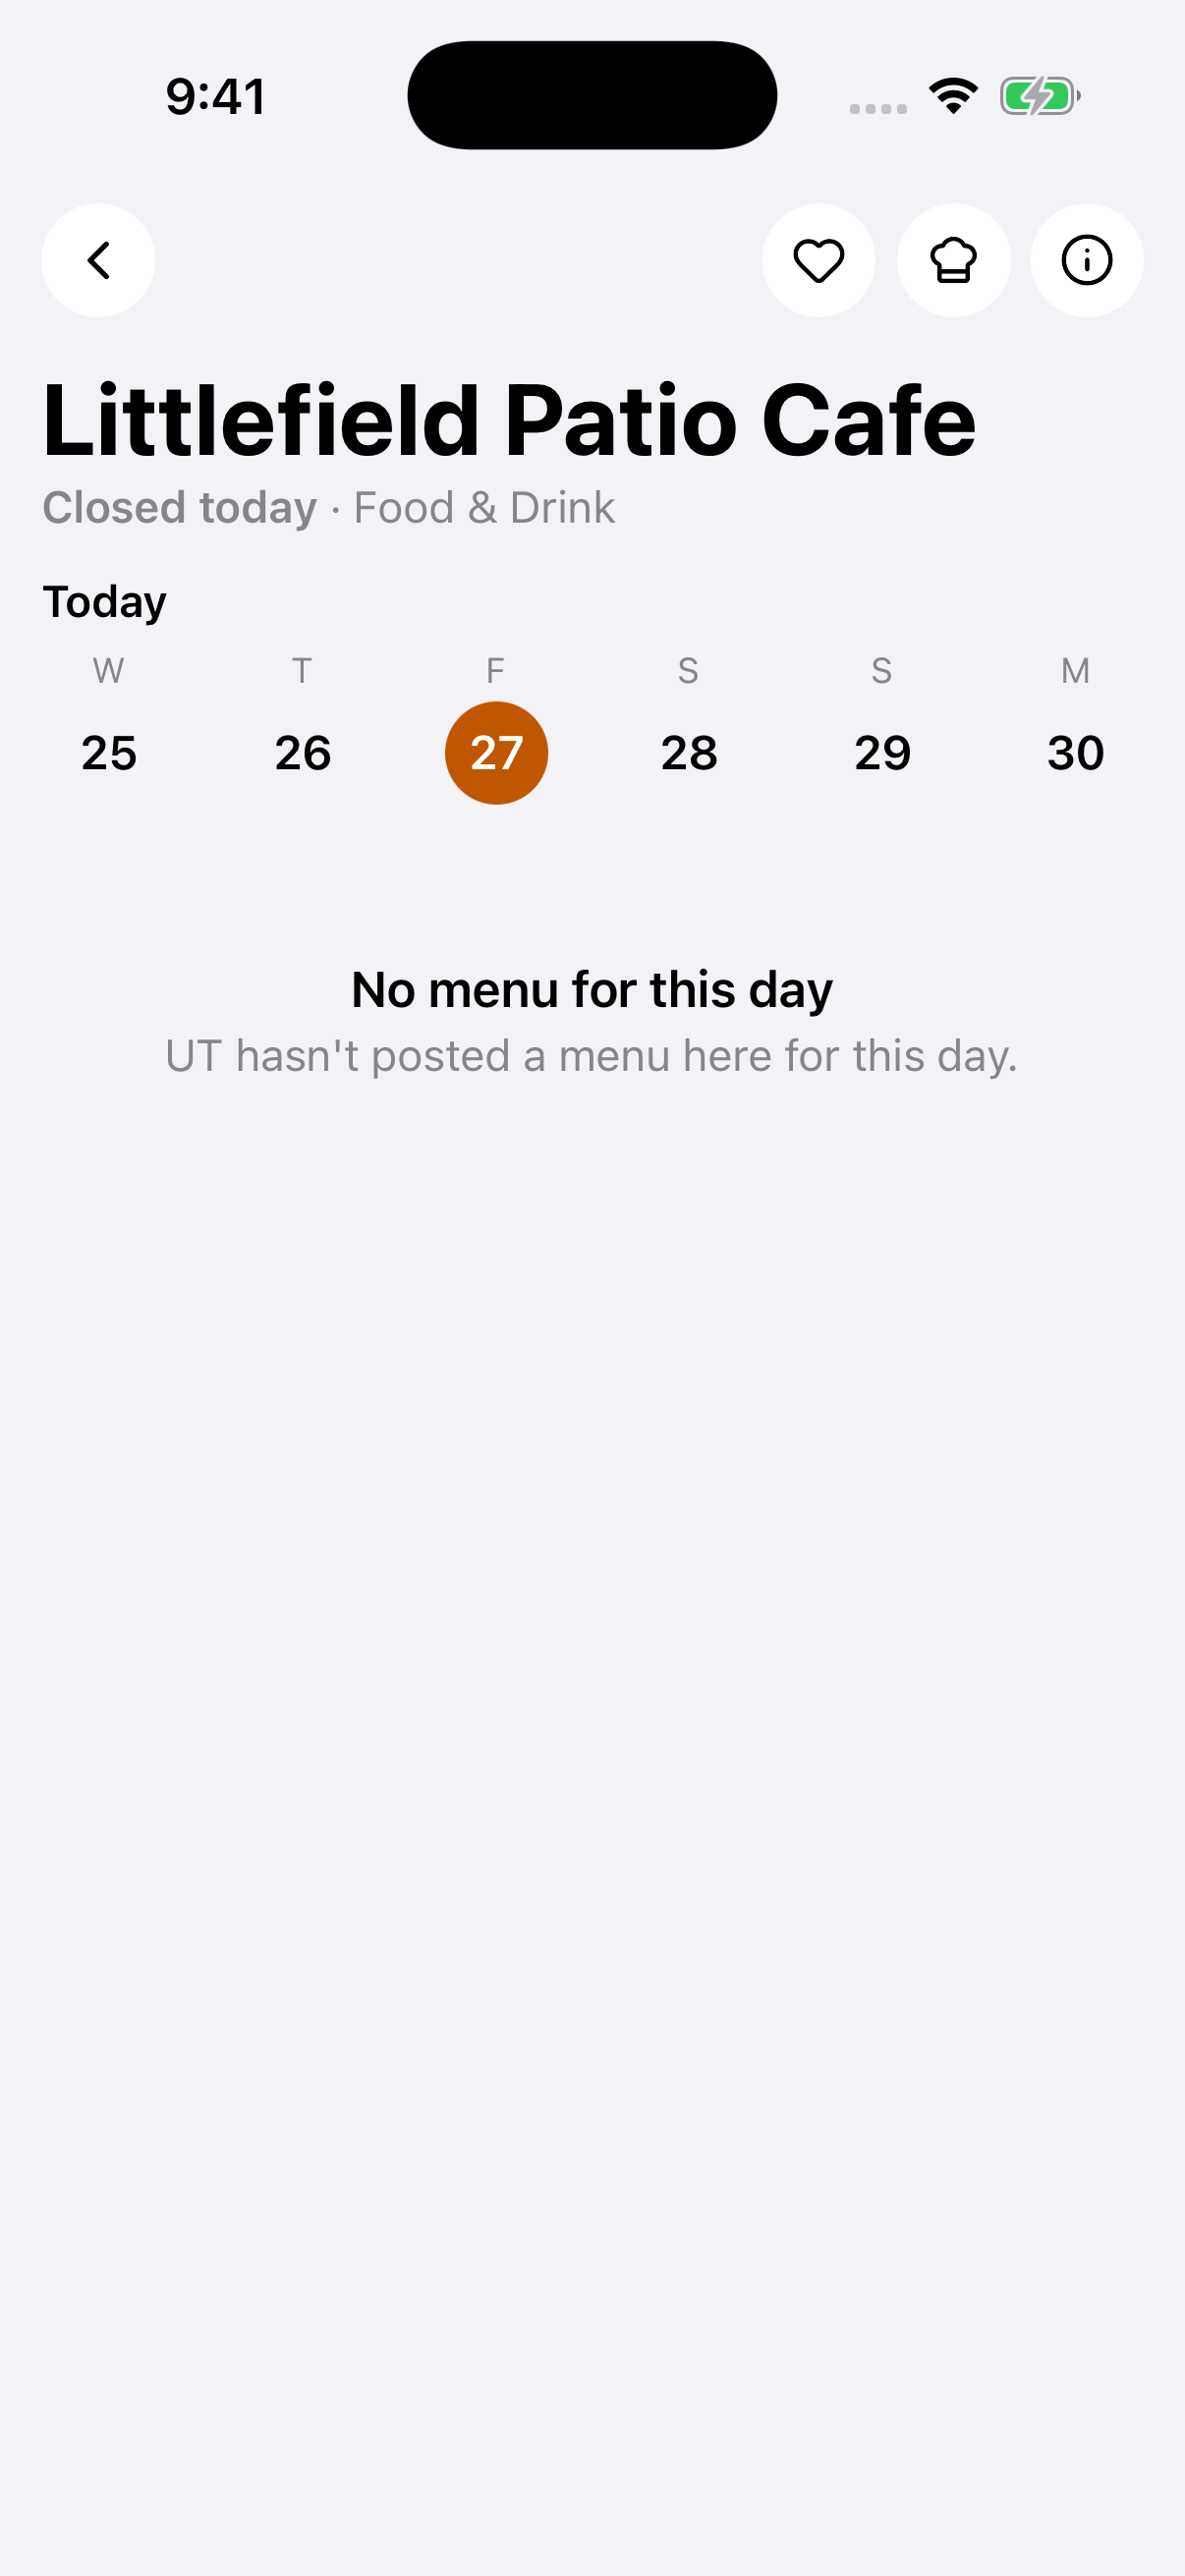 9:41
Littlefield Patio Cafe
Closed today · Food & Drink
Today
W T F S S M
25 26 27 28 29 30
No menu for this day
UT hasn't posted a menu here for this day.